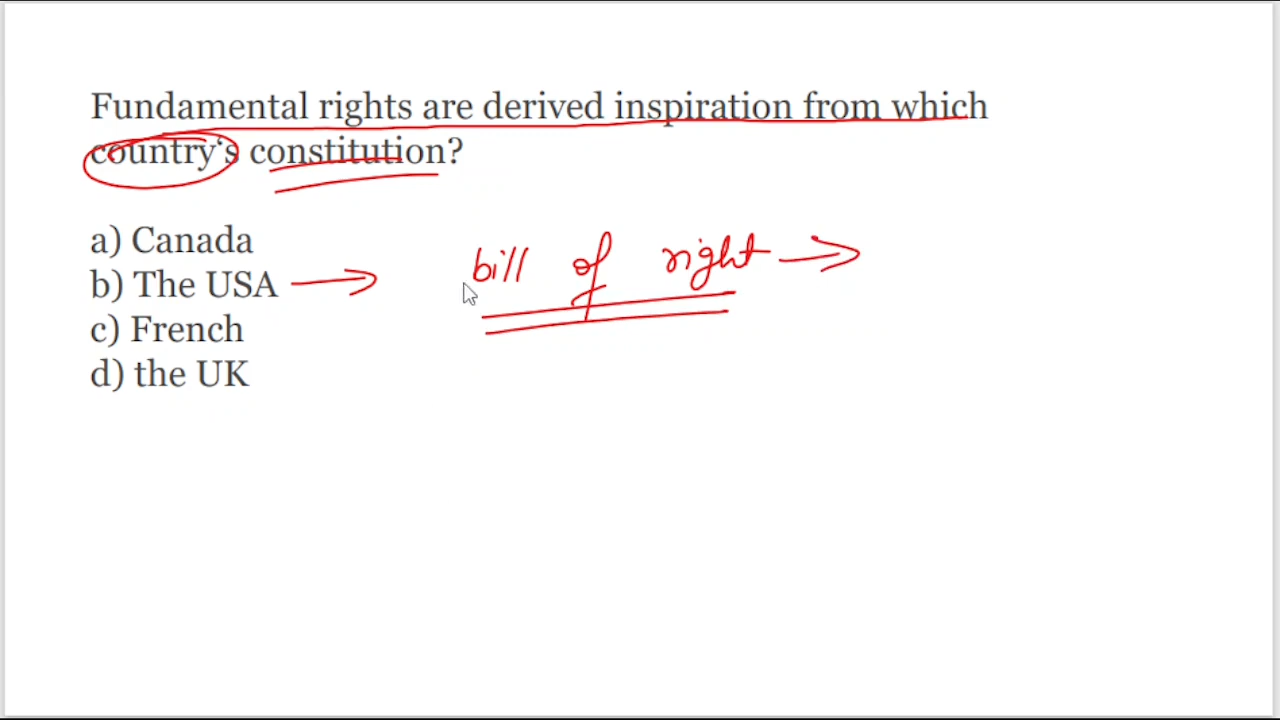 Fundamental rights are derived inspiration from which
country‘s constitution?
a) Canada
b) The USA
bill of right
c) French
d) the UK